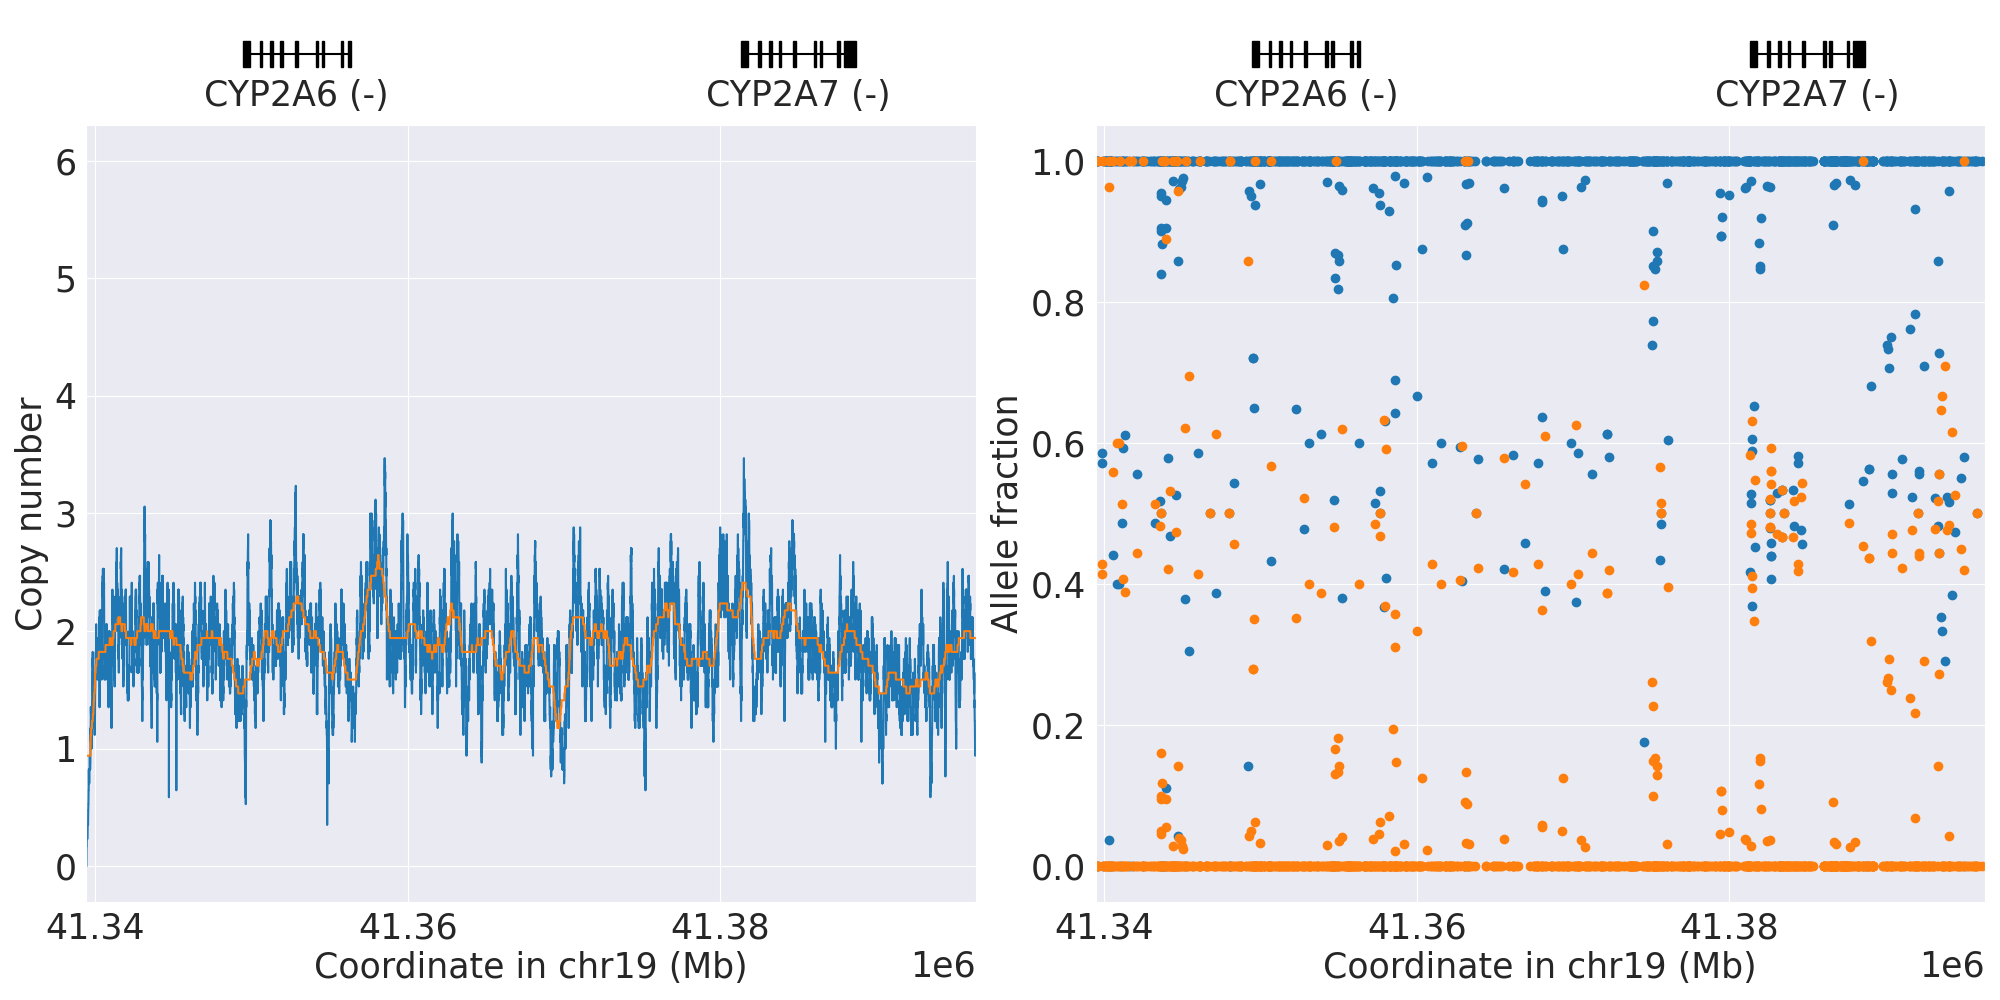 CYP2A6 (-)
CYP2A7 (-)
Copy number
6
5
4
3
2
1
0
41.34
41.36
41.38
Coordinate in chr19 (Mb)
1e6
CYP2A6 (-)
CYP2A7 (-)
Allele fraction
1.0
0.8
0.6
0.4
0.2
0.0
41.34
41.36
41.38
Coordinate in chr19 (Mb)
1e6